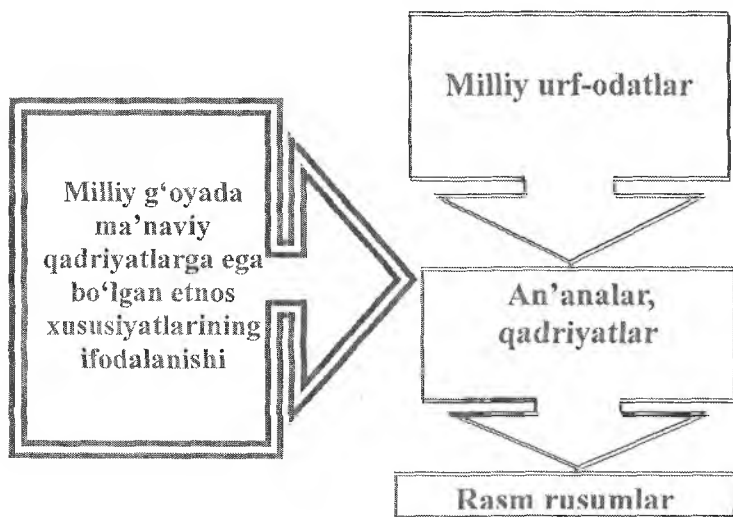 Milliy g‘oyada
ma’naviy
qadriyatlarga ega
bo‘lgan etnos
xususiyatlarining
ifodalanishi
Milliy urf-odatlar
An’analar,
qadriyatlar
Rasm rusumlar